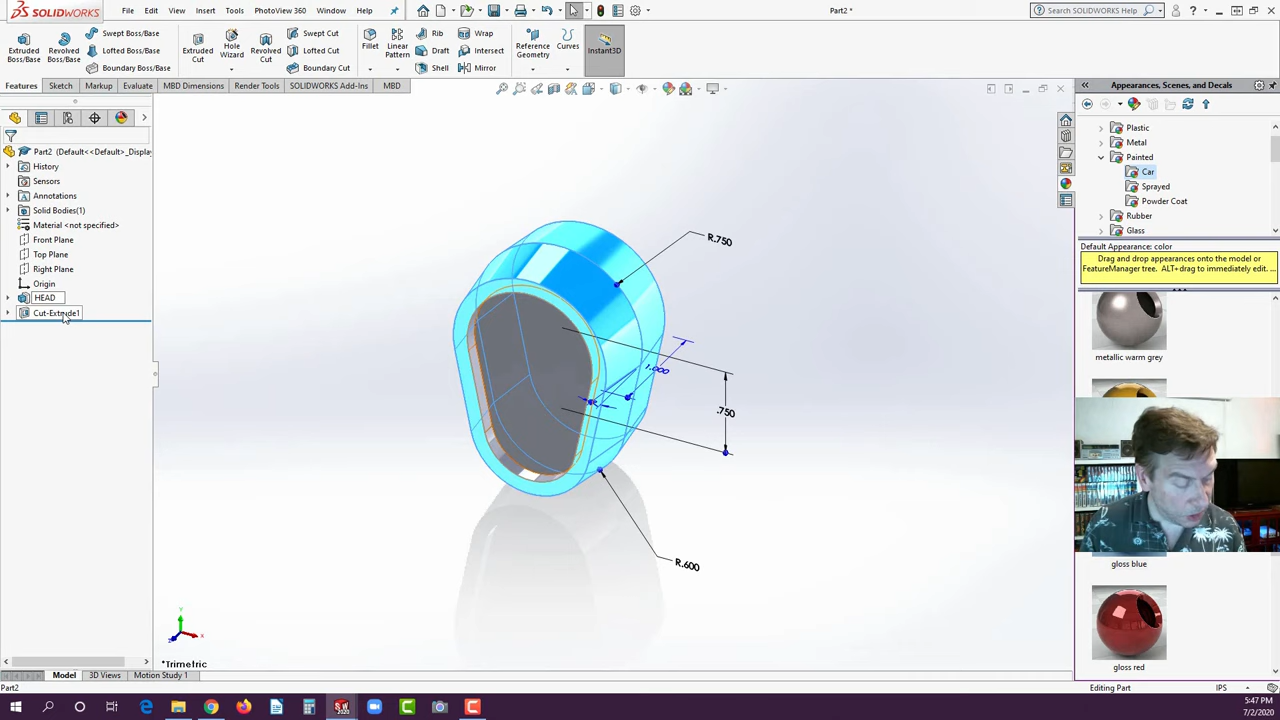 SOLIDWORKS File Edit View Insert Tools PhotoView 360 Window Help Part2 * Search SOLIDWORKS Help
Extruded Boss/Base
Revolved Boss/Base
Swept Boss/Base
Lofted Boss/Base
Boundary Boss/Base
Extruded Cut
Hole Wizard
Revolved Cut
Swept Cut
Lofted Cut
Boundary Cut
Fillet
Linear Pattern
Rib
Draft
Shell
Wrap
Intersect
Mirror
Reference Geometry
Curves
Instant3D
Features Sketch Markup Evaluate MBD Dimensions Render Tools SOLIDWORKS Add-Ins MBD
Part2 (Default<<Default>_Display
History
Sensors
Annotations
Solid Bodies(1)
Material <not specified>
Front Plane
Top Plane
Right Plane
Origin
HEAD
Cut-Extrude1
R.750
1.000
.750
R.600
Y
X
Z
*Trimetric
Appearances, Scenes, and Decals
Plastic
Metal
Painted
Car
Sprayed
Powder Coat
Rubber
Glass
Default Appearance: color
Drag and drop appearances onto the model or
FeatureManager tree. ALT+drag to immediately edit. ...
metallic warm grey
gloss blue
gloss red
Model 3D Views Motion Study 1
Part2 Editing Part IPS
SW
2020
5:47 PM
7/2/2020